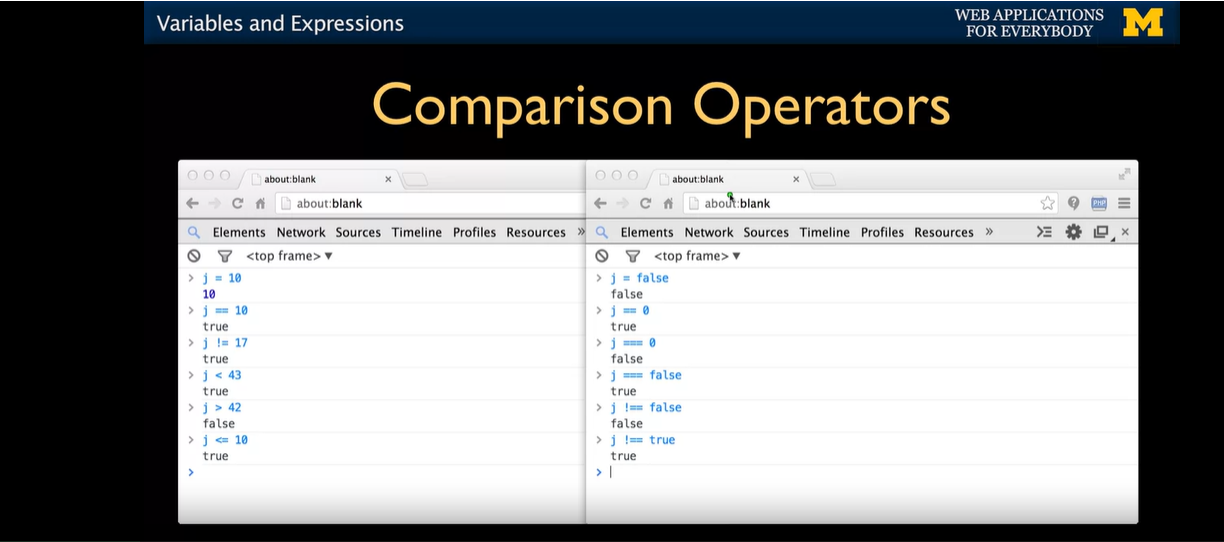 Variables and Expressions
WEB APPLICATIONS
FOR EVERYBODY
M
Comparison Operators
about:blank
about:blank
Elements Network Sources Timeline Profiles Resources »
<top frame> ▼
> j = 10
10
> j == 10
true
> j != 17
true
> j < 43
true
> j > 42
false
> j <= 10
true
>
about:blank
about:blank
PHP
Elements Network Sources Timeline Profiles Resources »
<top frame> ▼
> j = false
false
> j == 0
true
> j === 0
false
> j === false
true
> j !== false
false
> j !== true
true
>